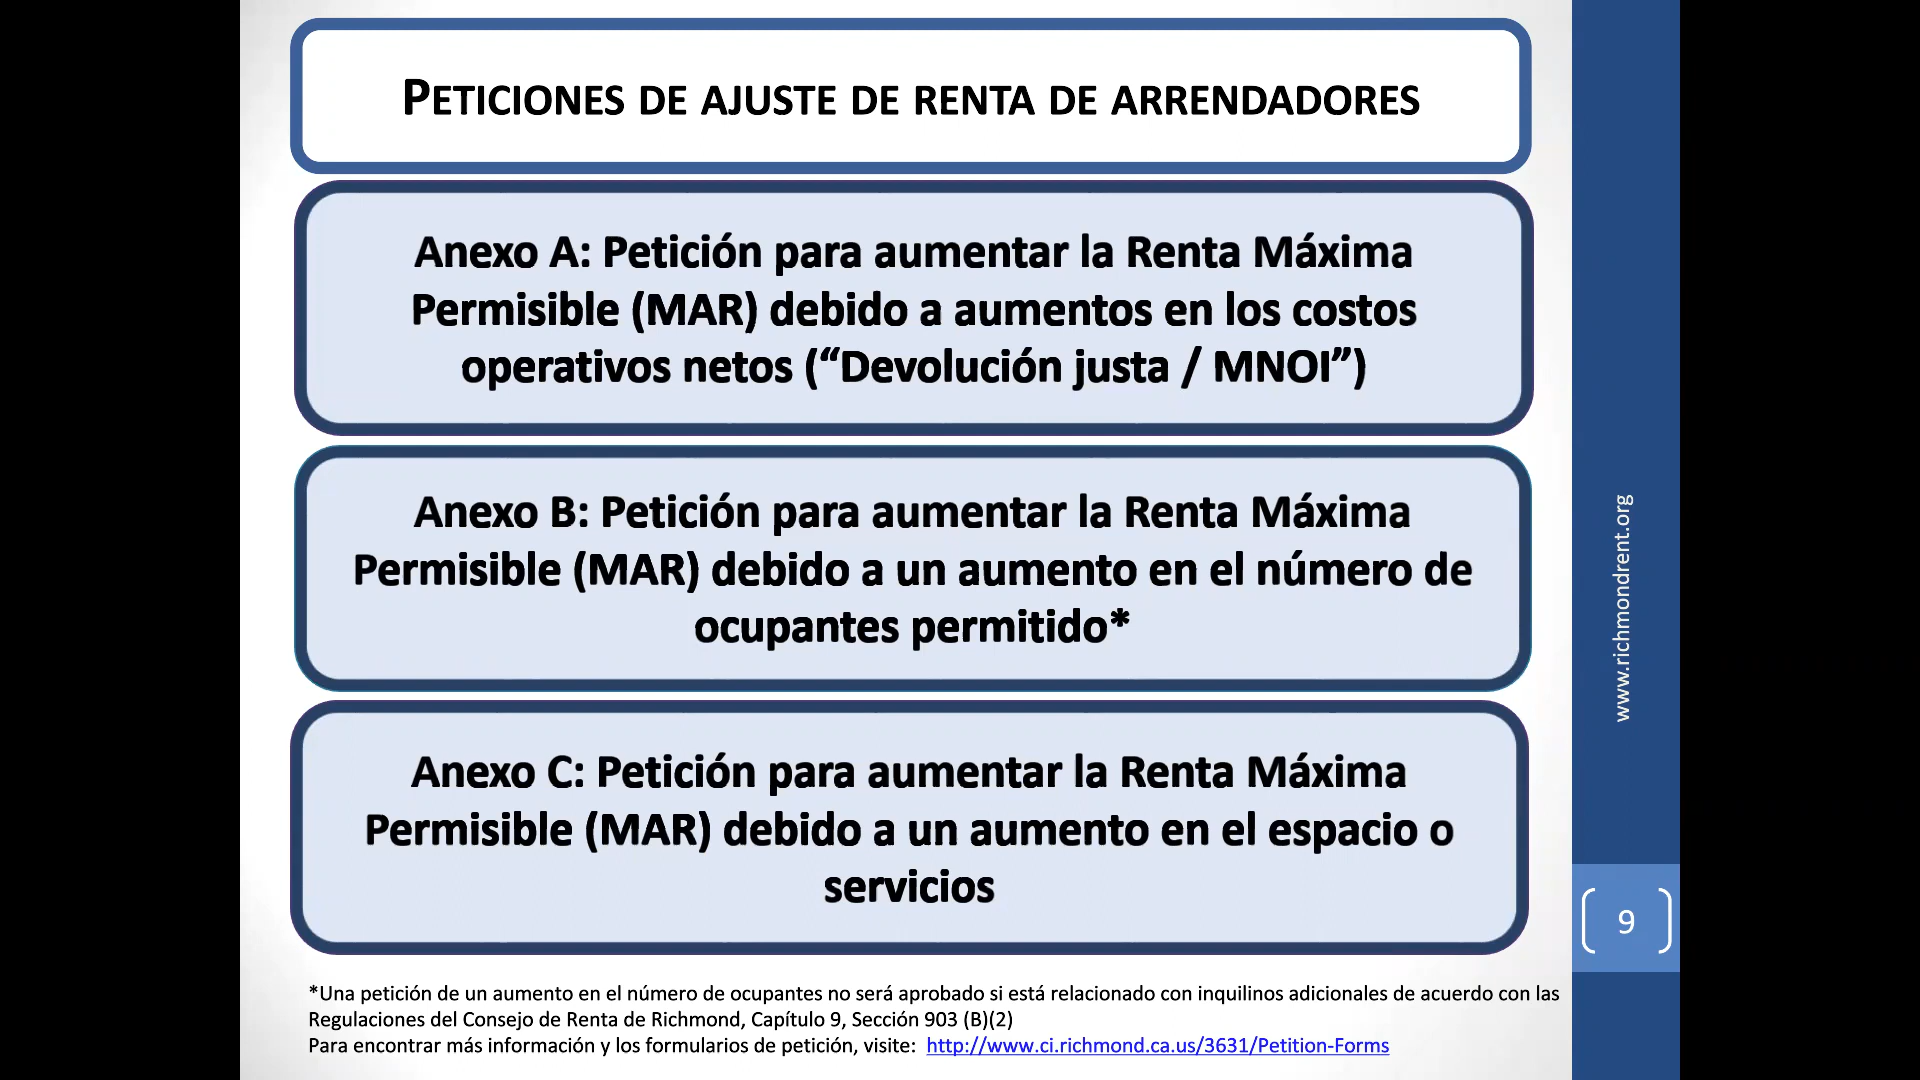 PETICIONES DE AJUSTE DE RENTA DE ARRENDADORES
Anexo A: Petición para aumentar la Renta Máxima
Permisible (MAR) debido a aumentos en los costos
operativos netos (“Devolución justa / MNOI”)
Anexo B: Petición para aumentar la Renta Máxima
Permisible (MAR) debido a un aumento en el número de
ocupantes permitido*
Anexo C: Petición para aumentar la Renta Máxima
Permisible (MAR) debido a un aumento en el espacio o
servicios
*Una petición de un aumento en el número de ocupantes no será aprobado si está relacionado con inquilinos adicionales de acuerdo con las
Regulaciones del Consejo de Renta de Richmond, Capítulo 9, Sección 903 (B)(2)
Para encontrar más información y los formularios de petición, visite: http://www.ci.richmond.ca.us/3631/Petition-Forms
www.richmondrent.org
9